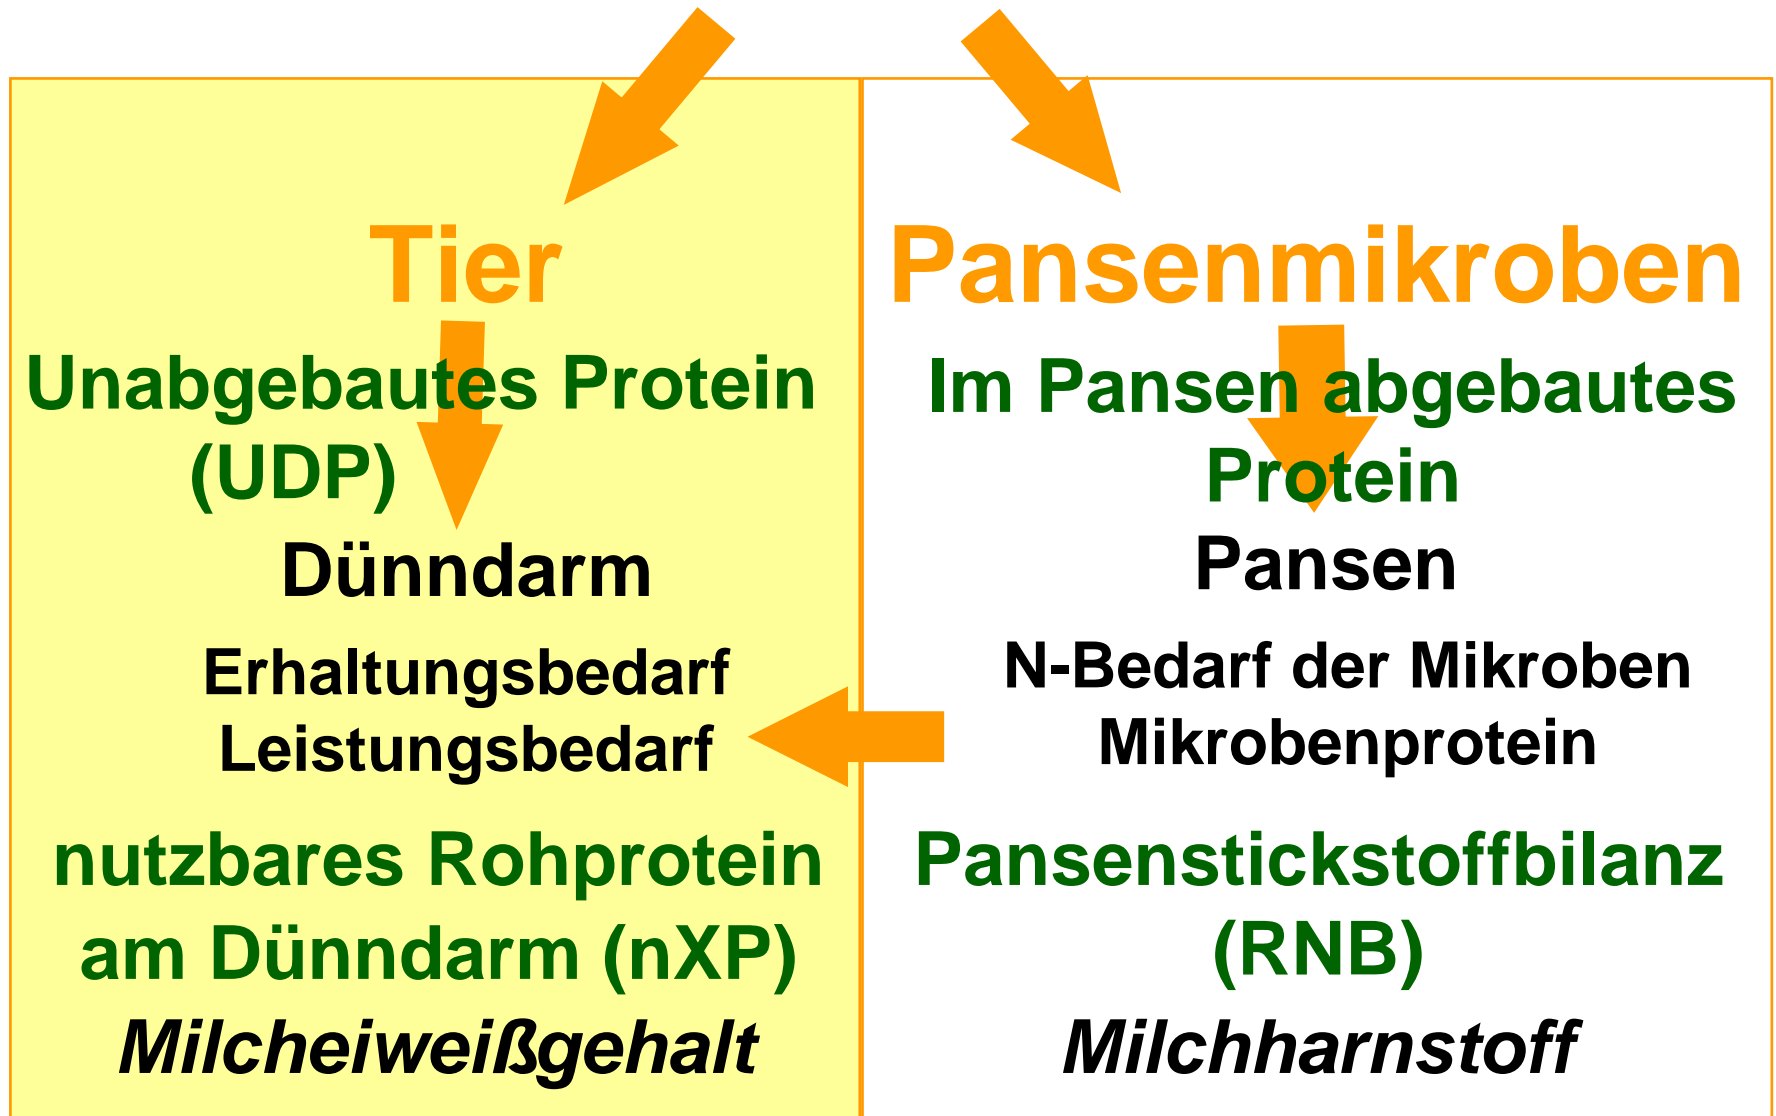 Tier
Unabgebautes Protein
(UDP)
Dünndarm
Erhaltungsbedarf
Leistungsbedarf
nutzbares Rohprotein
am Dünndarm (nXP)
Milcheiweißgehalt
Pansenmikroben
Im Pansen abgebautes
Protein
Pansen
N-Bedarf der Mikroben
Mikrobenprotein
Pansenstickstoffbilanz
(RNB)
Milchharnstoff